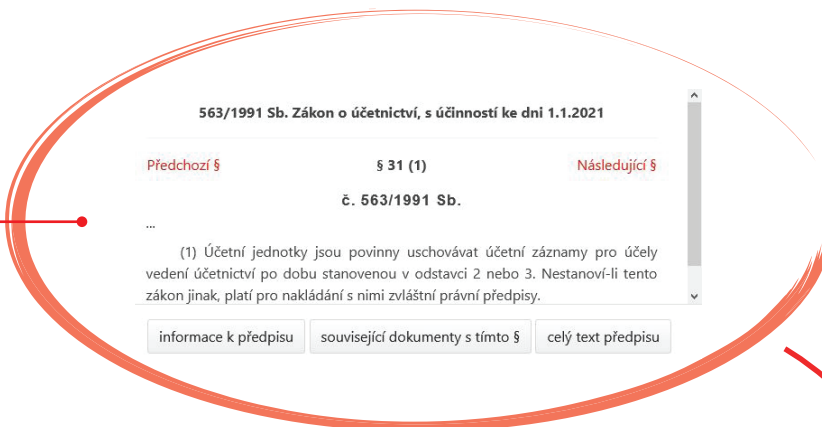 563/1991 Sb. Zákon o účetnictví, s účinností ke dni 1.1.2021
Předchozí § § 31 (1) Následující §
č. 563/1991 Sb.
...
(1) Účetní jednotky jsou povinny uschovávat účetní záznamy pro účely
vedení účetnictví po dobu stanovenou v odstavci 2 nebo 3. Nestanoví-li tento
zákon jinak, platí pro nakládání s nimi zvláštní právní předpisy.
informace k předpisu související dokumenty s tímto § celý text předpisu